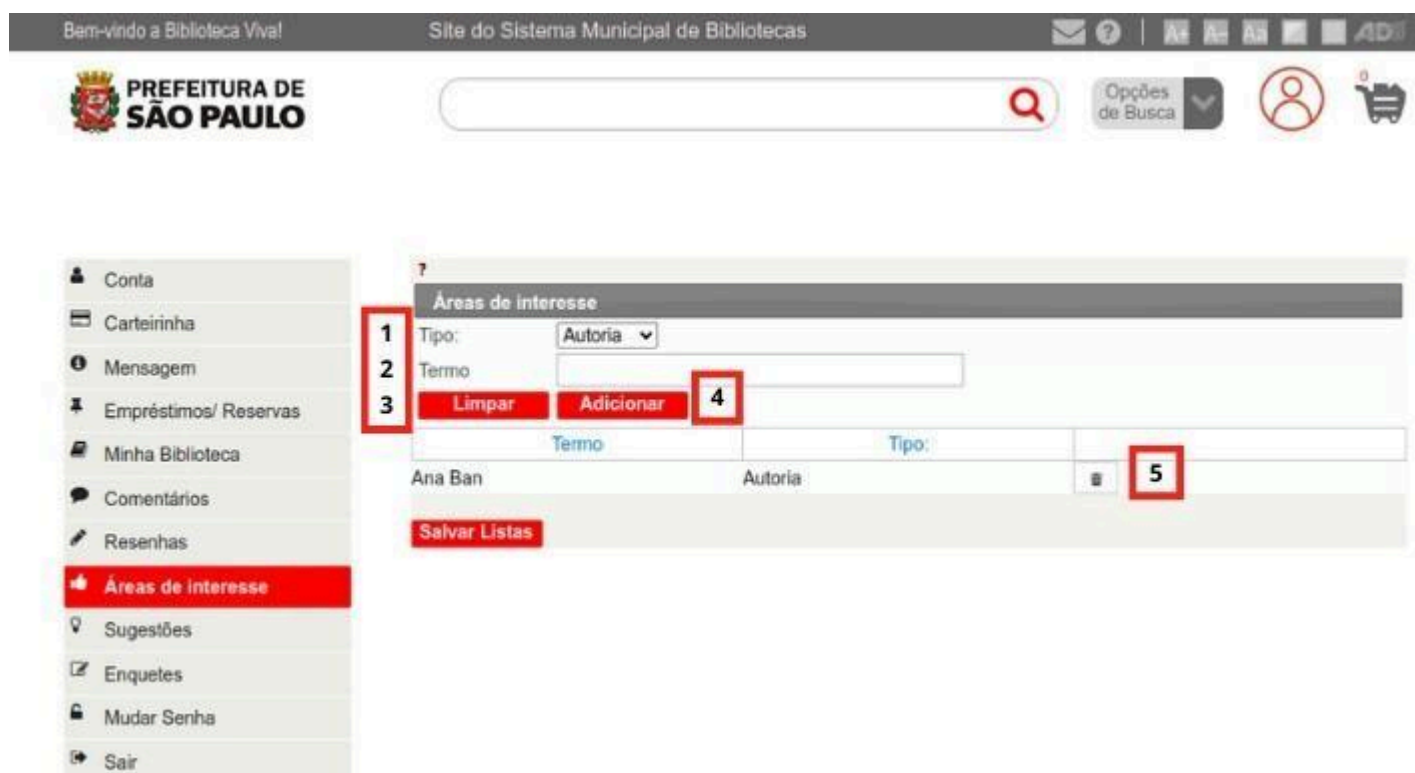 Bem-vindo a Biblioteca Viva!
Site do Sistema Municipal de Bibliotecas
A+ A- Aa
PREFEITURA DE
SÃO PAULO
Opções
de Busca
0
Conta
Carteirinha
Mensagem
Empréstimos/ Reservas
Minha Biblioteca
Comentários
Resenhas
Áreas de interesse
Sugestões
Enquetes
Mudar Senha
Sair
?
Áreas de interesse
1 Tipo: Autoria
2 Termo
3 Limpar Adicionar 4
Termo Tipo:
Ana Ban Autoria 5
Salvar Listas